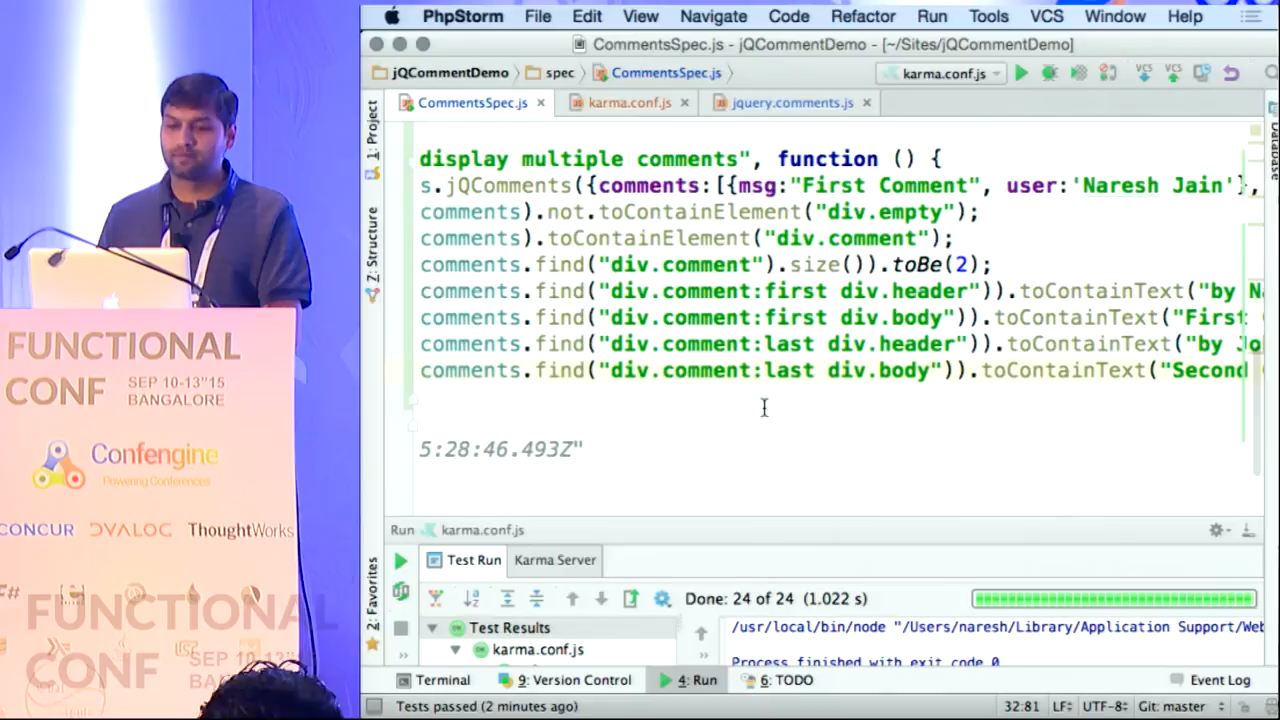 PhpStorm File Edit View Navigate Code Refactor Run Tools VCS Window Help
CommentsSpec.js - jQCommentDemo - [~/Sites/jQCommentDemo]
jQCommentDemo spec CommentsSpec.js karma.conf.js VCS VCS
CommentsSpec.js karma.conf.js jquery.comments.js
1: Project
Database
display multiple comments", function () {
s.jQComments({comments:[{msg:"First Comment", user:'Naresh Jain'},
comments).not.toContainElement("div.empty");
comments).toContainElement("div.comment");
comments.find("div.comment").size()).toBe(2);
comments.find("div.comment:first div.header")).toContainText("by N
comments.find("div.comment:first div.body")).toContainText("First
comments.find("div.comment:last div.header")).toContainText("by Jo
comments.find("div.comment:last div.body")).toContainText("Second
Z: Structure
5:28:46.493Z"
Run karma.conf.js
2: Favorites
Test Run Karma Server
Done: 24 of 24 (1.022 s)
Test Results
karma.conf.js
/usr/local/bin/node "/Users/naresh/Library/Application Support/Web
Process finished with exit code 0
Terminal 9: Version Control 4: Run 6: TODO Event Log
Tests passed (2 minutes ago) 32:81 LF UTF-8 Git: master
FUNCTIONAL
CONF SEP 10-13"15
BANGALORE
Confengine
Powering Conferences
CONCUR DYALOC ThoughtWorks
F#
FUNCTIONAL
CONF SEP 10-13